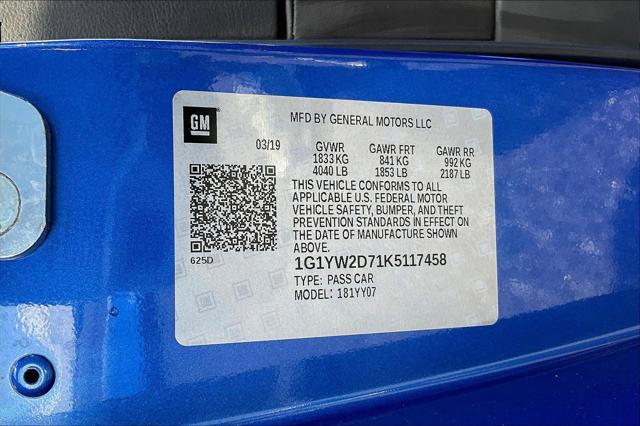 GM
MFD BY GENERAL MOTORS LLC
03/19 GVWR GAWR FRT GAWR RR
1833 KG 841 KG 992 KG
4040 LB 1853 LB 2187 LB
THIS VEHICLE CONFORMS TO ALL
APPLICABLE U.S. FEDERAL MOTOR
VEHICLE SAFETY, BUMPER, AND THEFT
PREVENTION STANDARDS IN EFFECT ON
THE DATE OF MANUFACTURE SHOWN
ABOVE.
625D
1G1YW2D71K5117458
TYPE: PASS CAR
MODEL: 181YY07